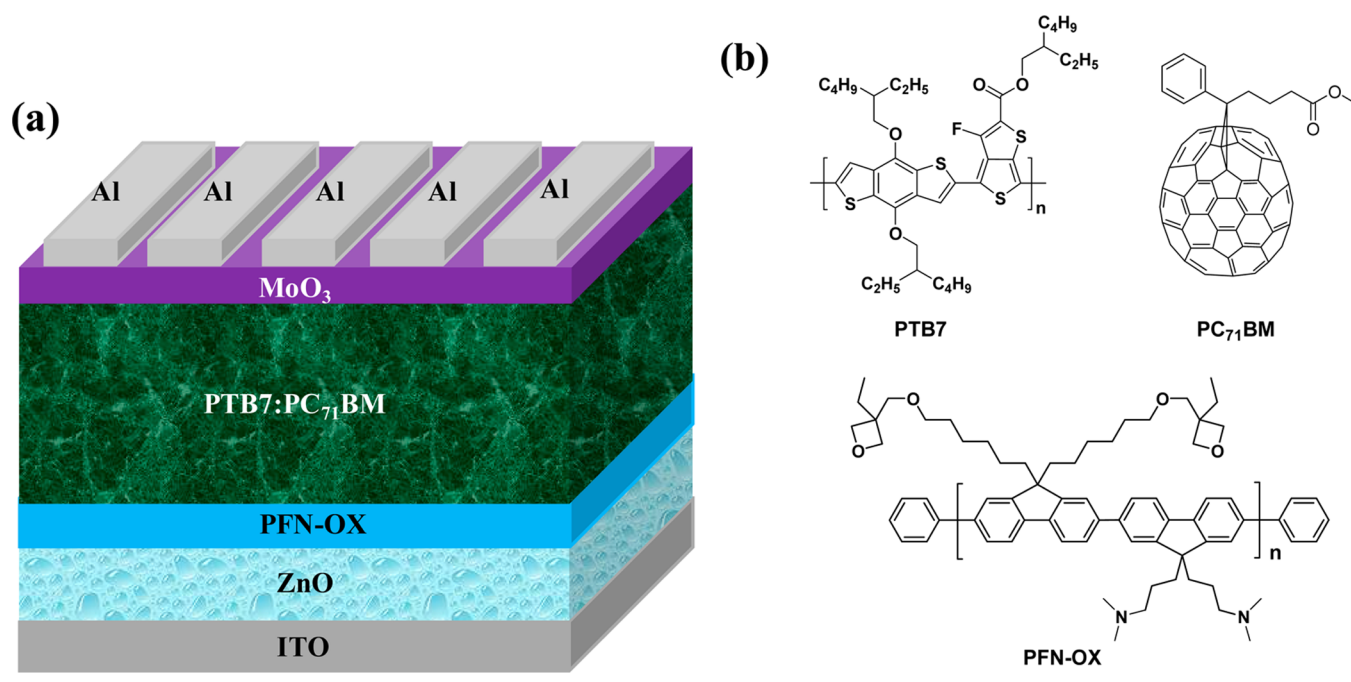 (a)
Al Al Al Al Al
MoO₃
PTB7:PC₇₁BM
PFN-OX
ZnO
ITO
(b)
C₄H₉
C₂H₅
C₄H₉ C₂H₅
O
O
F
O
S
S
S
S
n
O
C₂H₅ C₄H₉
PTB7
O
O
PC₇₁BM
O O
O O
n
N N
PFN-OX